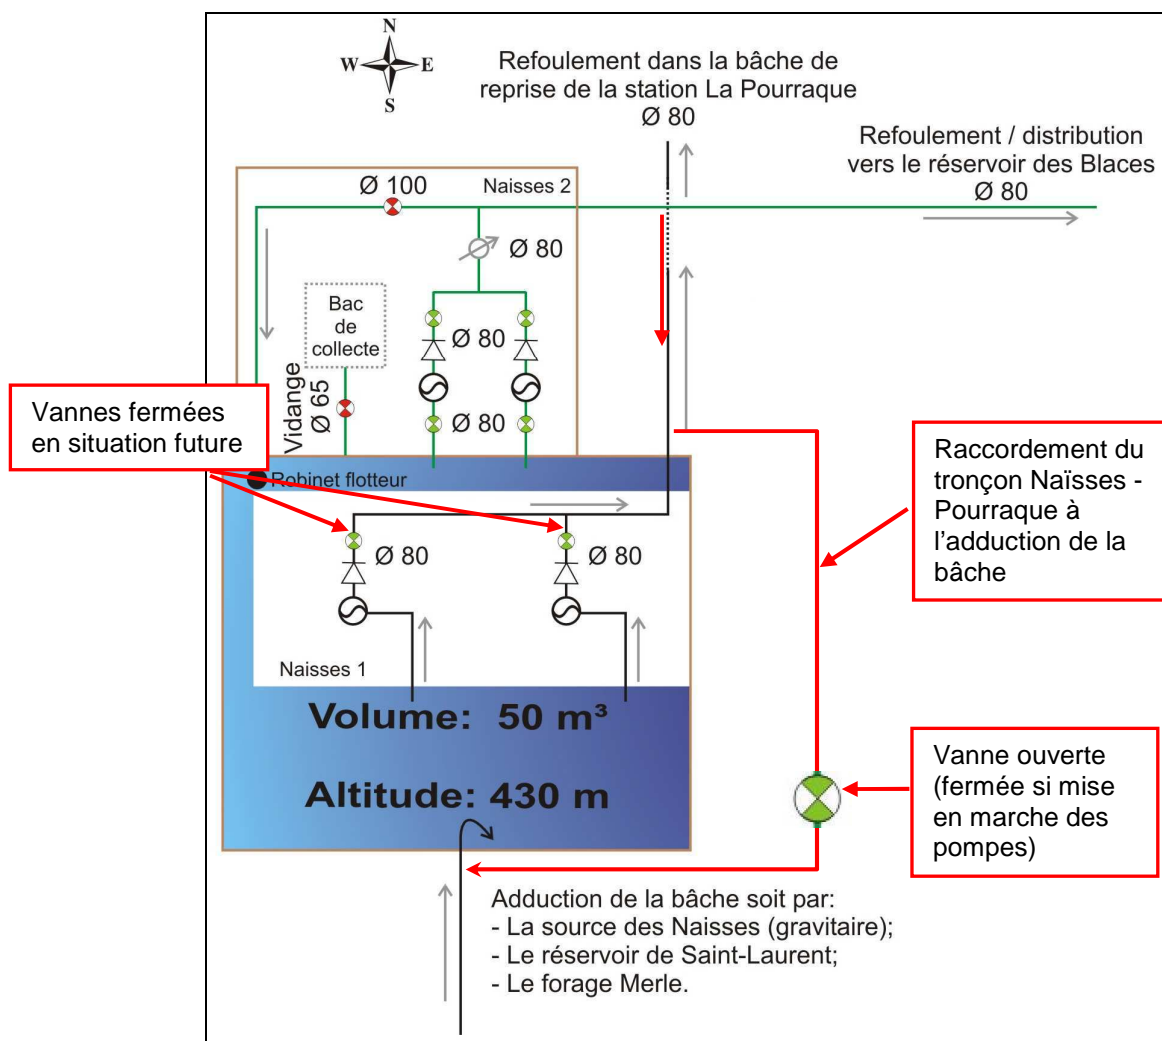 N
W E
S
Refoulement dans la bâche de
reprise de la station La Pourraque
Ø 80
Refoulement / distribution
vers le réservoir des Blaces
Ø 80
Ø 100
Naisses 2
Ø 80
Bac
de
collecte
Ø 80
Vidange
Ø 65
Ø 80
Vannes fermées
en situation future
Robinet flotteur
Ø 80
Ø 80
Naisses 1
Raccordement du
tronçon Naïsses -
Pourraque à
l'adduction de la
bâche
Volume: 50 m³
Altitude: 430 m
Vanne ouverte
(fermée si mise
en marche des
pompes)
Adduction de la bâche soit par:
- La source des Naisses (gravitaire);
- Le réservoir de Saint-Laurent;
- Le forage Merle.